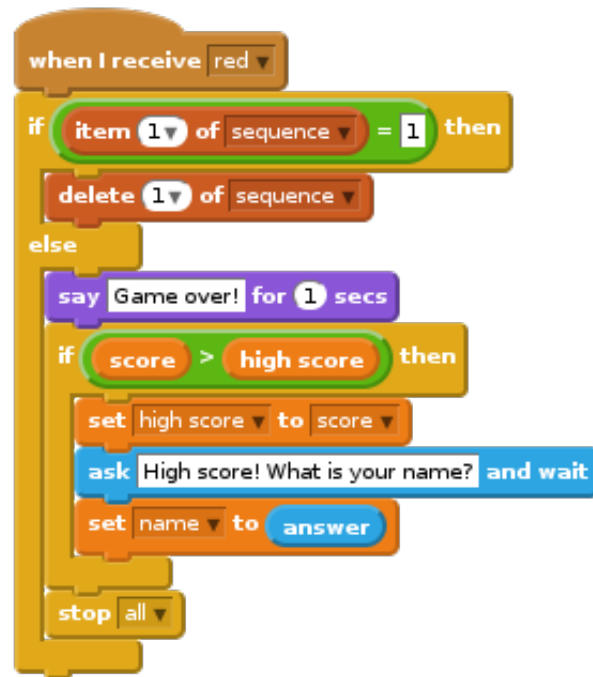 when I receive red
if item 1 of sequence = 1 then
delete 1 of sequence
else
say Game over! for 1 secs
if score > high score then
set high score to score
ask High score! What is your name? and wait
set name to answer
stop all